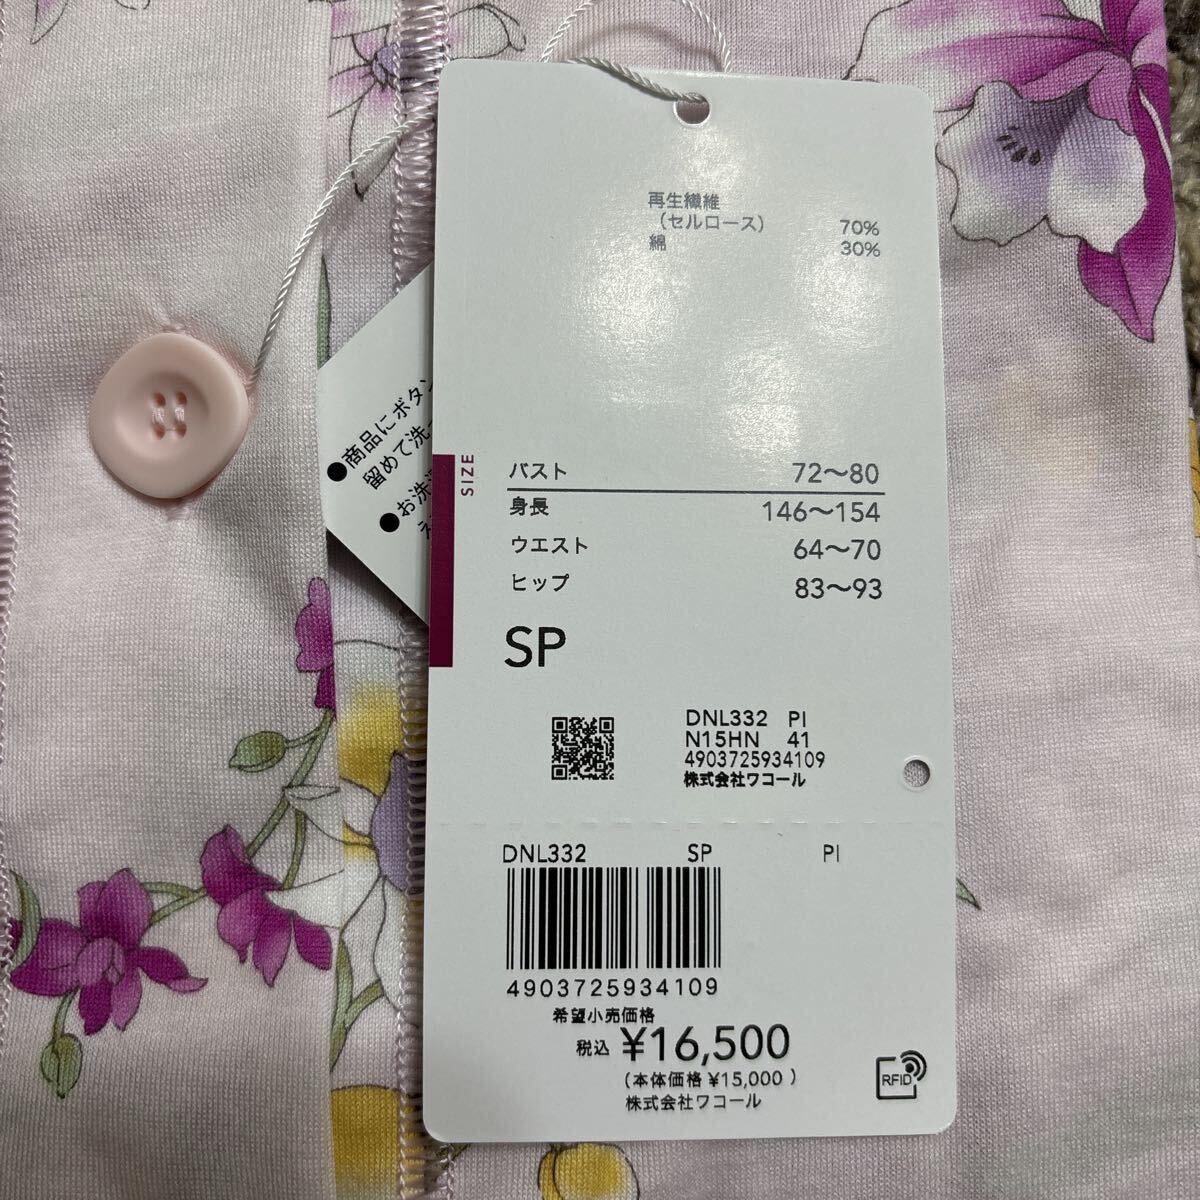 再生繊維
(セルロース) 70%
綿 30%
●商品にボタン
留めて洗
●お洗
SIZE
バスト 72〜80
身長 146〜154
ウエスト 64〜70
ヒップ 83〜93
SP
DNL332 PI
N15HN 41
4903725934109
株式会社ワコール
DNL332 SP PI
4903725934109
希望小売価格
税込 ¥16,500
(本体価格¥15,000)
株式会社ワコール
RFID